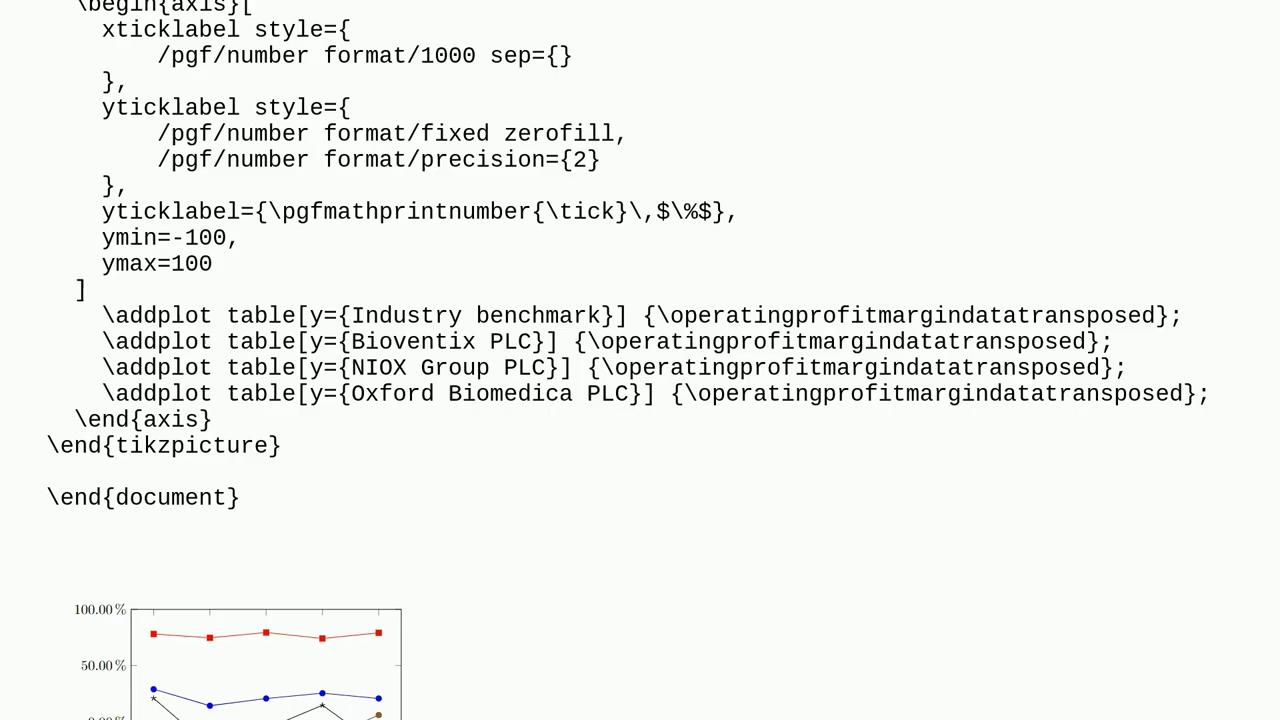 \begin{axis}[
xticklabel style={
/pgf/number format/1000 sep={}
},
yticklabel style={
/pgf/number format/fixed zerofill,
/pgf/number format/precision={2}
},
yticklabel={\pgfmathprintnumber{\tick}\,$\%$},
ymin=-100,
ymax=100
]
\addplot table[y={Industry benchmark}] {\operatingprofitmargindatatransposed};
\addplot table[y={Bioventix PLC}] {\operatingprofitmargindatatransposed};
\addplot table[y={NIOX Group PLC}] {\operatingprofitmargindatatransposed};
\addplot table[y={Oxford Biomedica PLC}] {\operatingprofitmargindatatransposed};
\end{axis}
\end{tikzpicture}
\end{document}
100.00 %
50.00 %
0.00 %